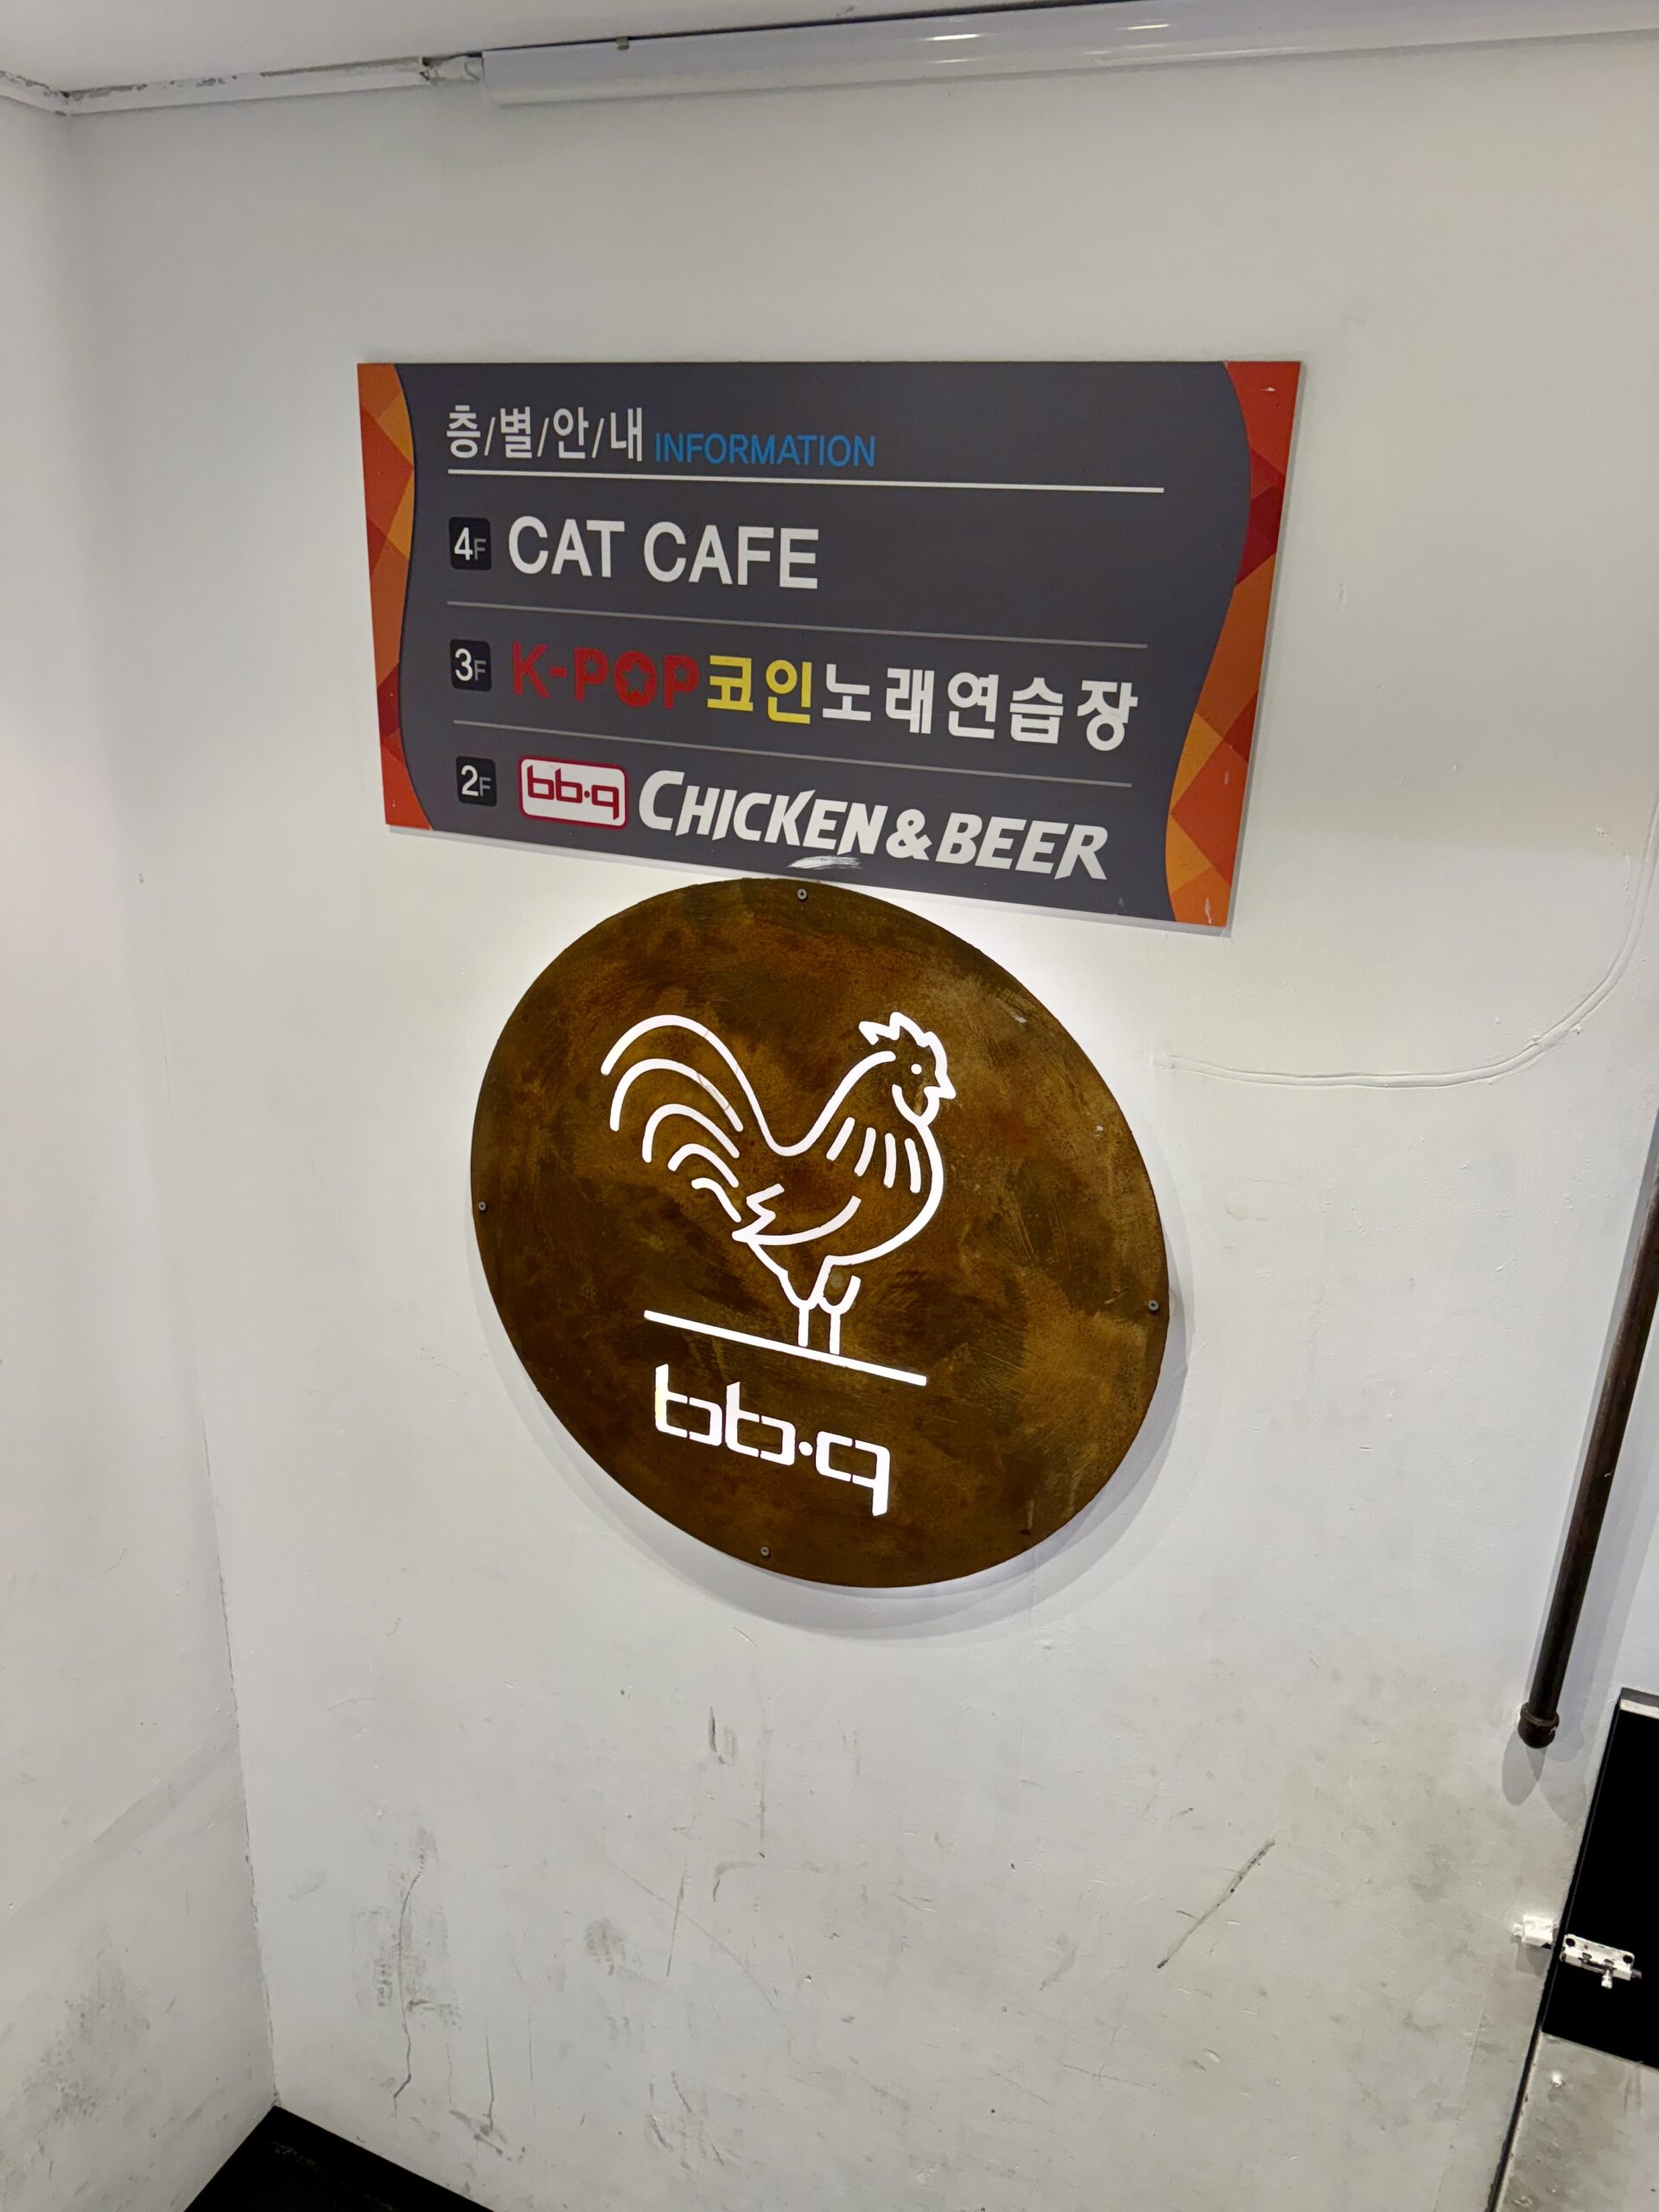 층/별/안/내 INFORMATION
4F CAT CAFE
3F K-POP코인노래연습장
2F bb.q CHICKEN&BEER
bb.q